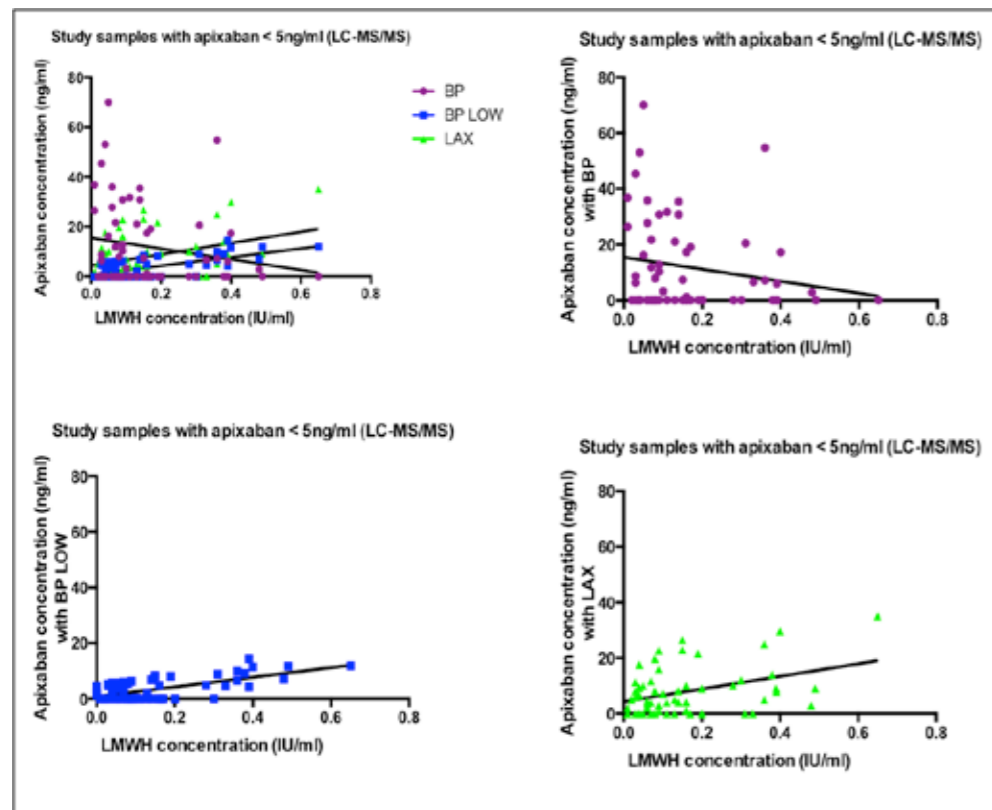 Study samples with apixaban < 5ng/ml (LC-MS/MS)
Apixaban concentration (ng/ml)
80
60
40
20
0
0.0 0.2 0.4 0.6 0.8
LMWH concentration (IU/ml)
BP
BP LOW
LAX
Study samples with apixaban < 5ng/ml (LC-MS/MS)
Apixaban concentration (ng/ml)
with BP
80
60
40
20
0
0.0 0.2 0.4 0.6 0.8
LMWH concentration (IU/ml)
Study samples with apixaban < 5ng/ml (LC-MS/MS)
Apixaban concentration (ng/ml)
with BP LOW
80
60
40
20
0
0.0 0.2 0.4 0.6 0.8
LMWH concentration (IU/ml)
Study samples with apixaban < 5ng/ml (LC-MS/MS)
Apixaban concentration (ng/ml)
with LAX
80
60
40
20
0
0.0 0.2 0.4 0.6 0.8
LMWH concentration (IU/ml)